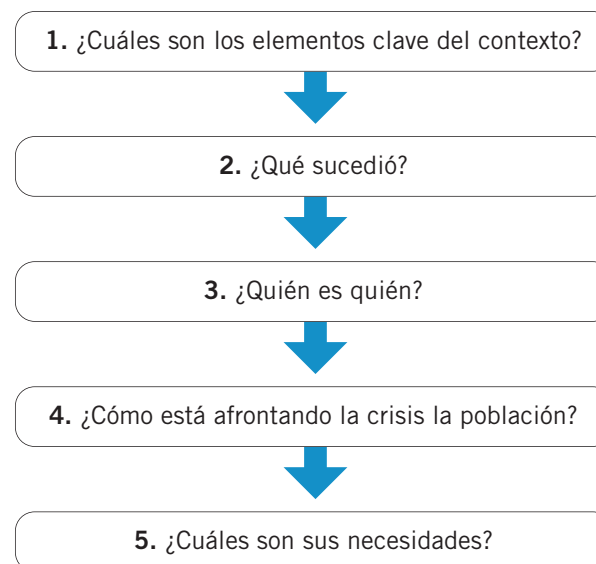 1. ¿Cuáles son los elementos clave del contexto?
2. ¿Qué sucedió?
3. ¿Quién es quién?
4. ¿Cómo está afrontando la crisis la población?
5. ¿Cuáles son sus necesidades?